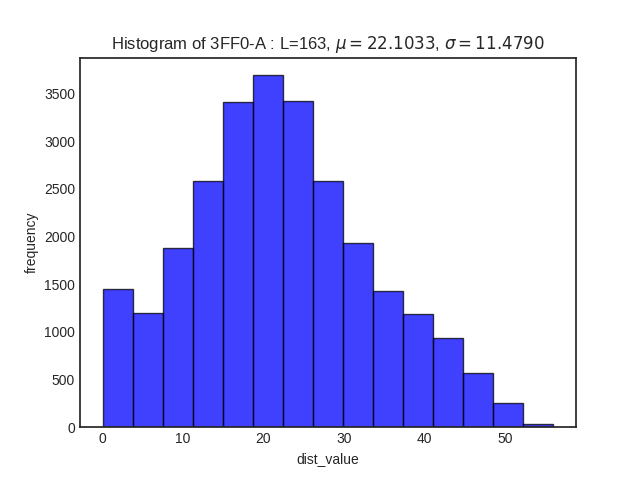 Histogram of 3FF0-A : L=163, μ = 22.1033, σ = 11.4790
3500
3000
2500
2000
1500
1000
500
0
frequency
0 10 20 30 40 50
dist_value